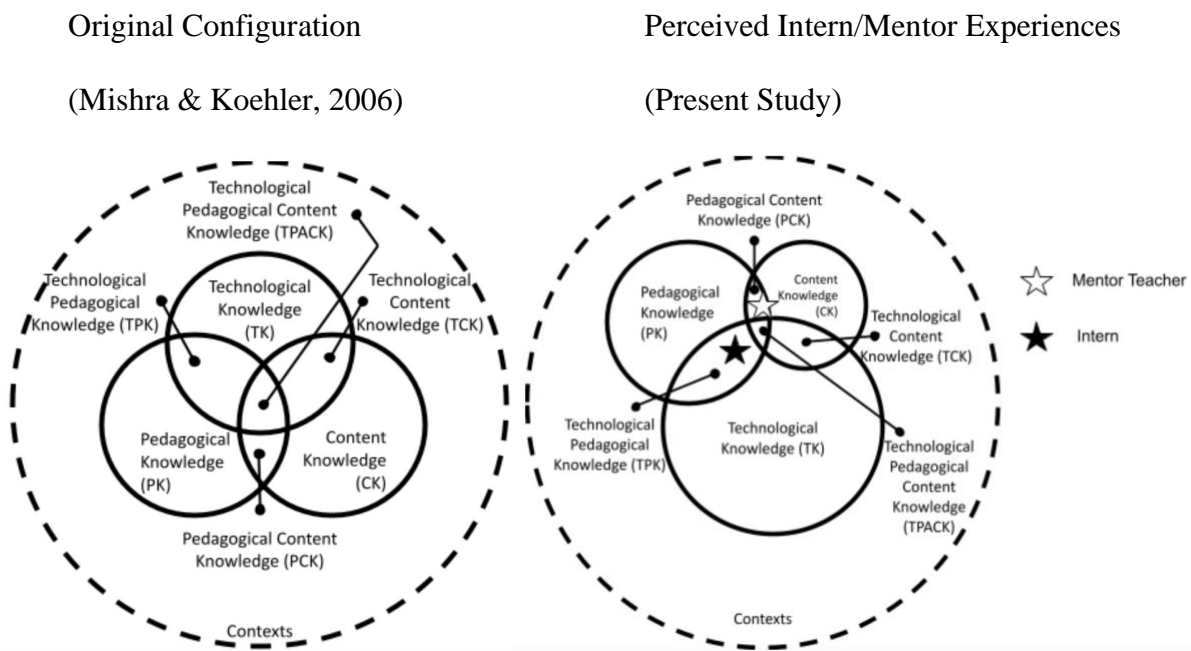 Original Configuration
(Mishra & Koehler, 2006)
Perceived Intern/Mentor Experiences
(Present Study)
Technological
Pedagogical Content
Knowledge (TPACK)
Technological
Pedagogical
Knowledge (TPK)
Technological
Knowledge
(TK)
Technological
Content
Knowledge (TCK)
Pedagogical
Knowledge
(PK)
Content
Knowledge
(CK)
Pedagogical Content
Knowledge (PCK)
Contexts
Pedagogical Content
Knowledge (PCK)
Pedagogical
Knowledge
(PK)
Content
Knowledge
(CK)
Technological
Content
Knowledge (TCK)
Technological
Pedagogical
Knowledge (TPK)
Technological
Knowledge (TK)
Technological
Pedagogical
Content
Knowledge
(TPACK)
Contexts
Mentor Teacher
Intern